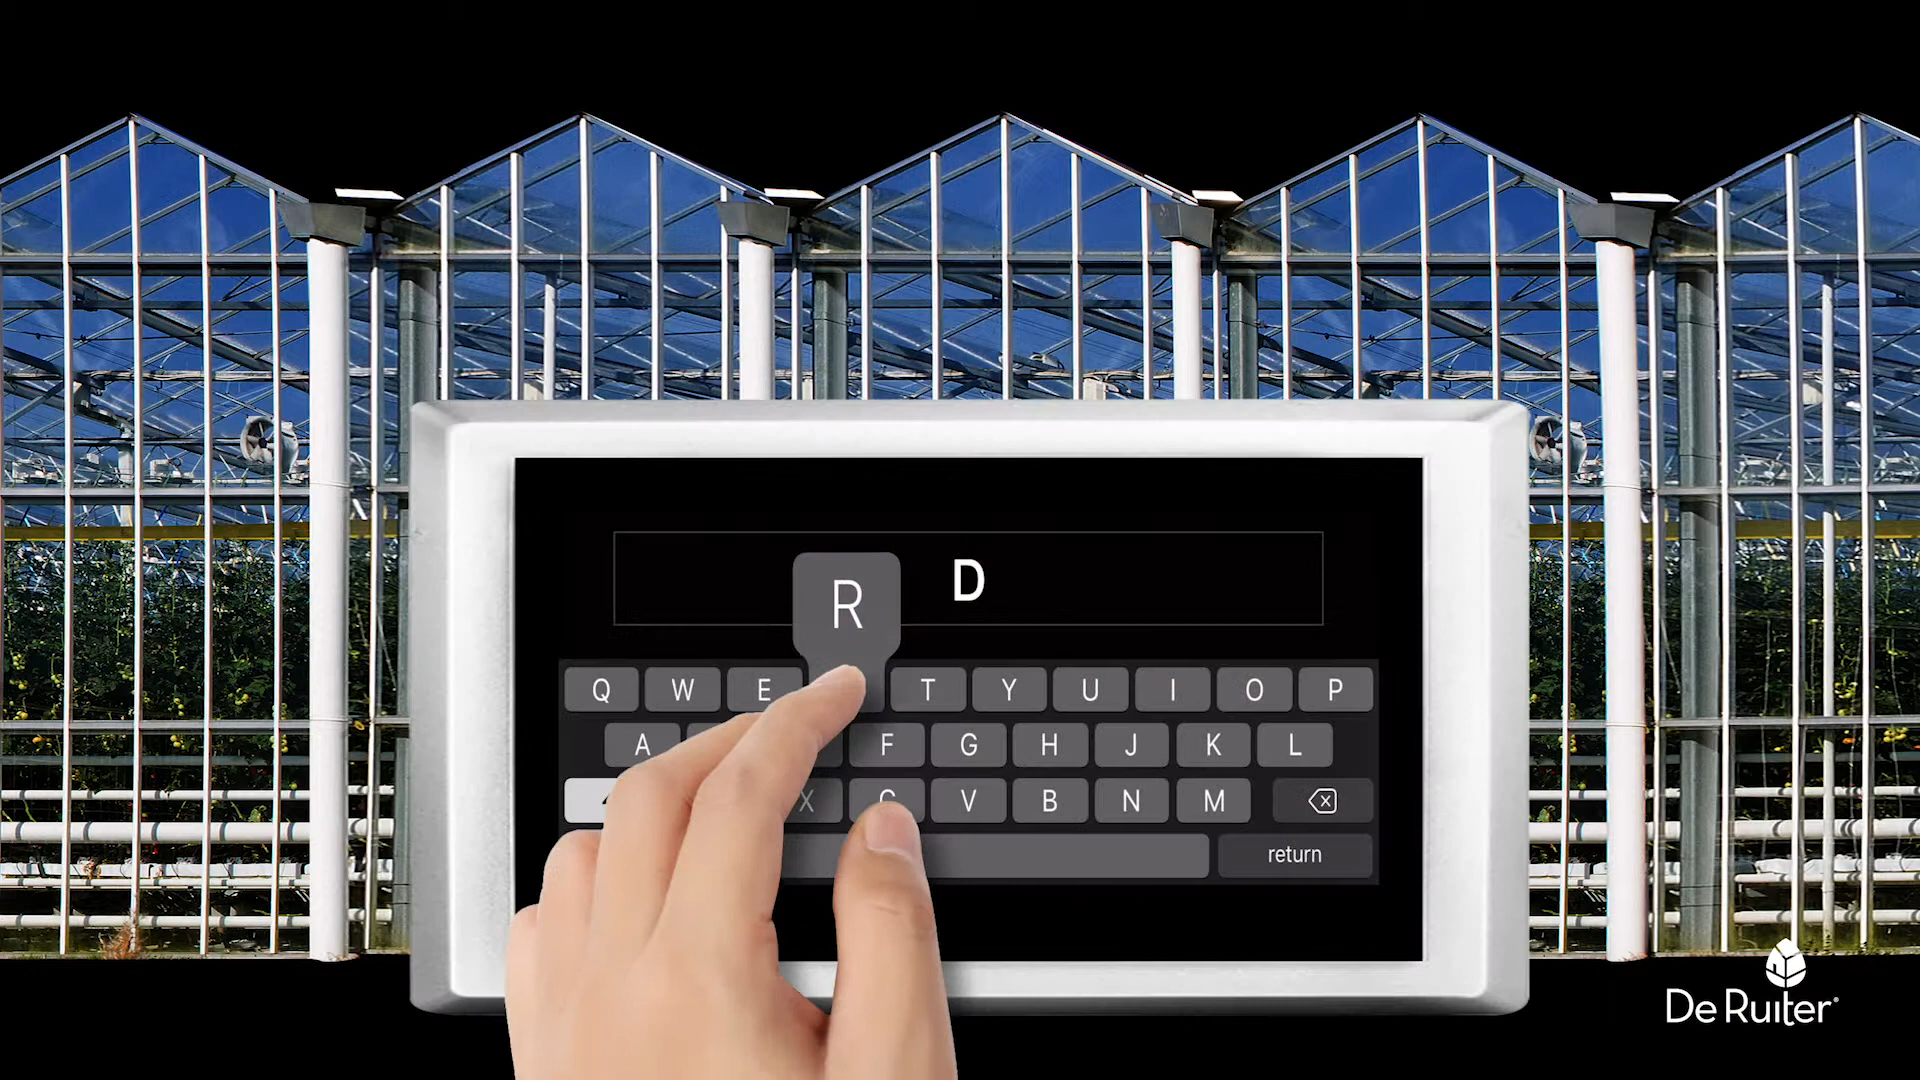 D
R
Q W E T Y U I O P
A F G H J K L
X C V B N M
return
De Ruiter